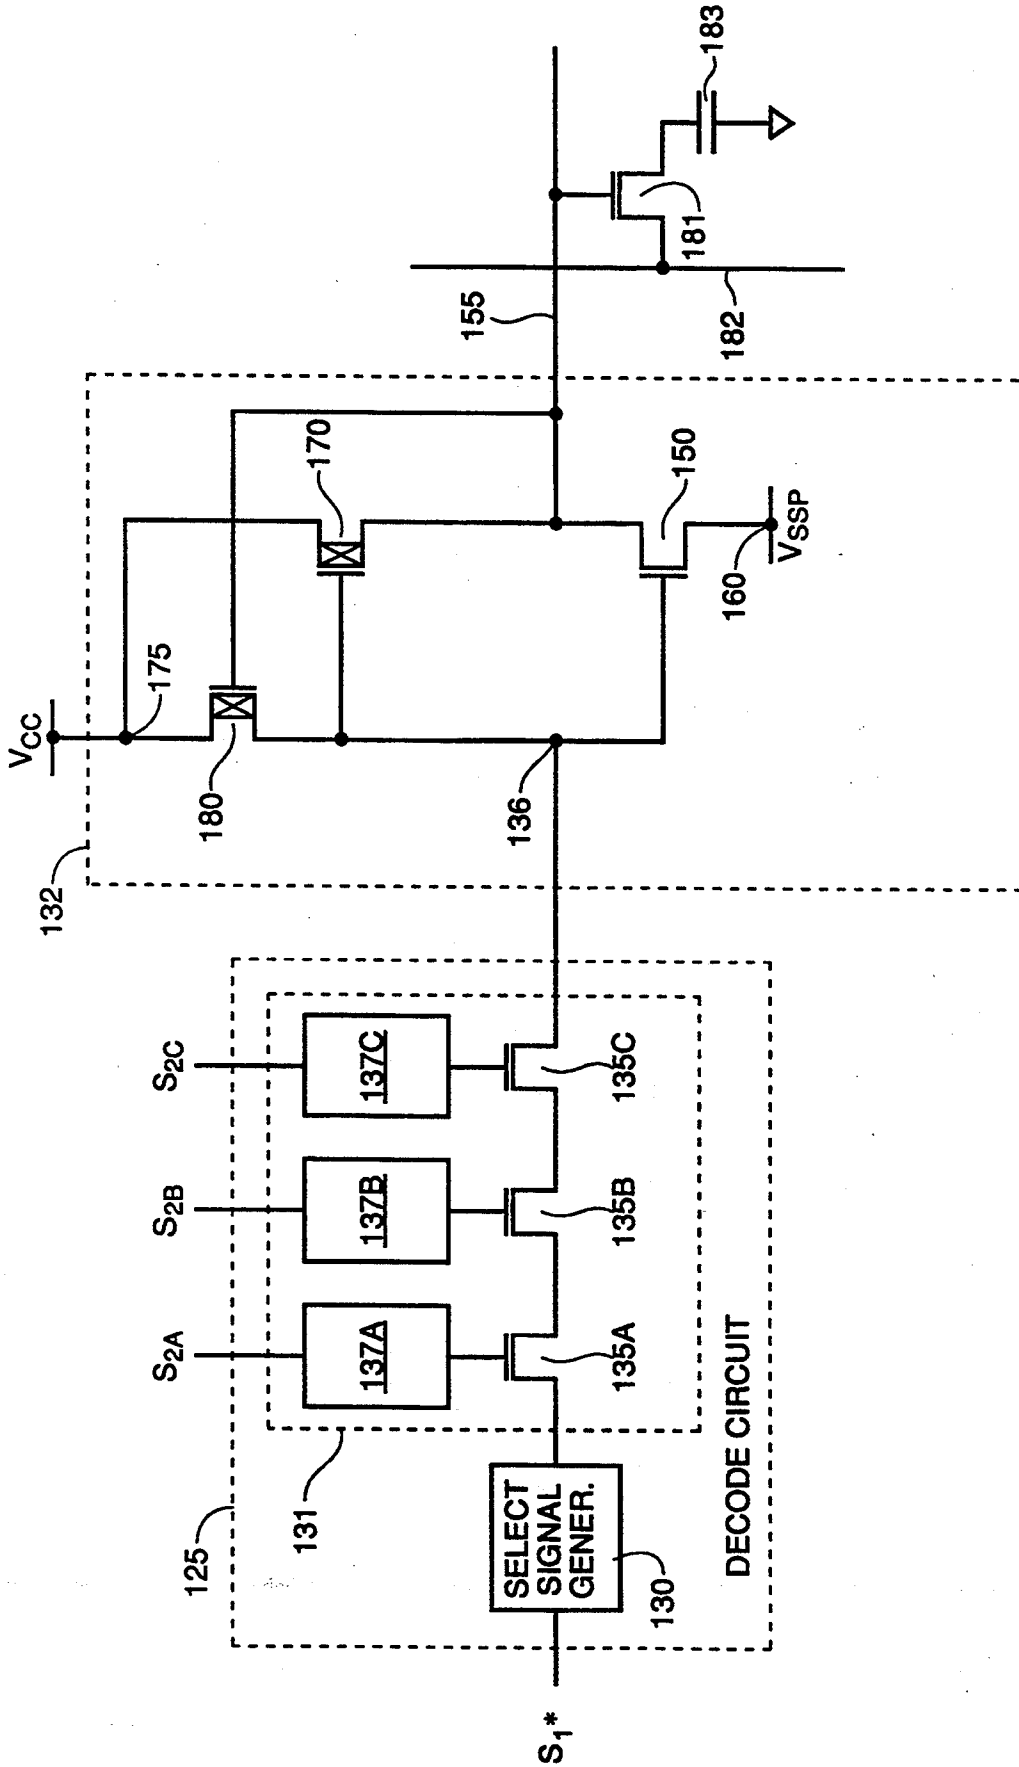 S1*
SELECT
SIGNAL
GENER.
130
125
131
S2A
S2B
S2C
137A
137B
137C
135A
135B
135C
DECODE CIRCUIT
132
VCC
175
180
170
136
150
160
VSSP
155
182
181
183